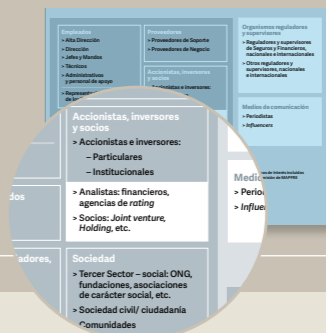 Empleados
> Alta Dirección
> Dirección
> Jefes y Mandos
> Técnicos
> Administrativos
y personal de apoyo
Proveedores
> Proveedores de Soporte
> Proveedores de Negocio
Accionistas, inversores
y socios
Organismos reguladores
y supervisores
> Reguladores y supervisores
de Seguros y Financieros,
nacionales e internacionales
> Otros reguladores y
supervisores, nacionales
e internacionales
Medios de comunicación
> Periodistas
> Influencers
Accionistas, inversores
y socios
> Accionistas e inversores:
– Particulares
– Institucionales
> Analistas: financieros,
agencias de rating
> Socios: Joint venture,
Holding, etc.
Sociedad
> Tercer Sector – social: ONG,
fundaciones, asociaciones
de carácter social, etc.
> Sociedad civil/ ciudadanía
Comunidades